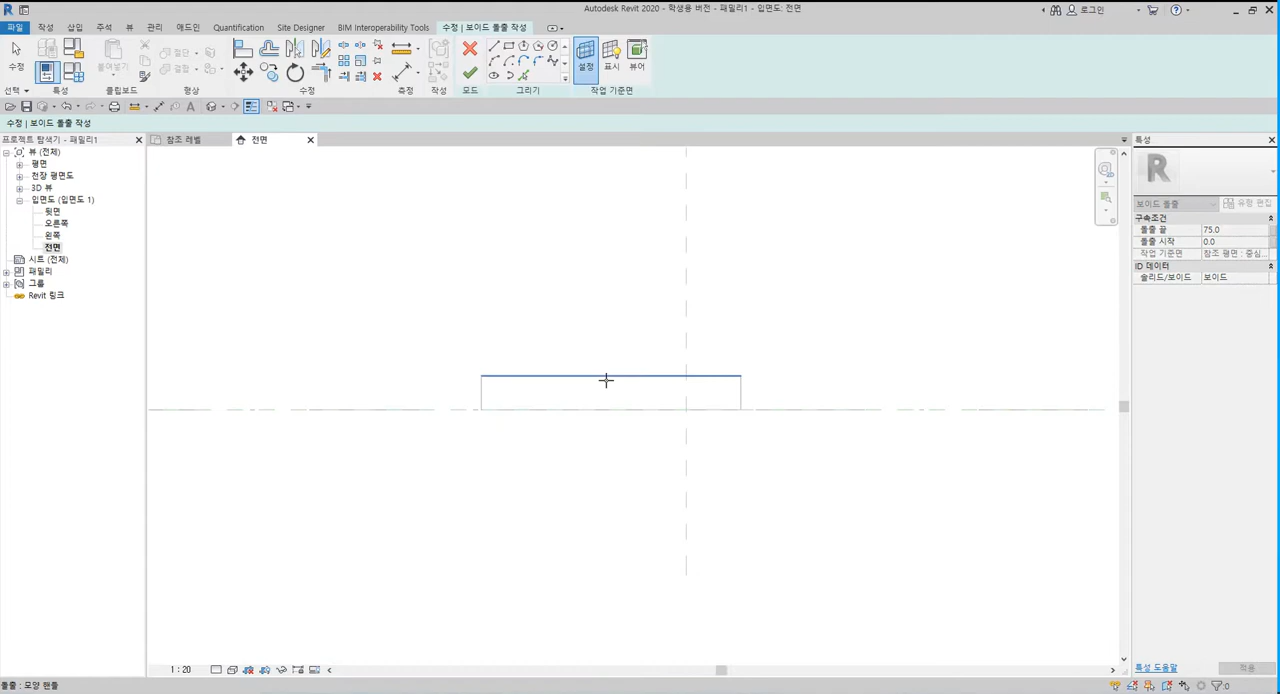 Autodesk Revit 2020 - 학생용 버전 - 패밀리1 - 입면도: 전면
로그인
파일 작성 삽입 주석 뷰 관리 애드인 Quantification Site Designer BIM Interoperability Tools 수정 | 보이드 돌출 작성
수정 붙여넣기 절단 결합 설정 표시 뷰어
선택 특성 클립보드 형상 수정 측정 작성 모드 그리기 작업 기준면
수정 | 보이드 돌출 작성
프로젝트 탐색기 - 패밀리1
참조 레벨
전면
뷰 (전체)
평면
천장 평면도
3D 뷰
입면도 (입면도 1)
뒷면
오른쪽
왼쪽
전면
시트 (전체)
패밀리
그룹
Revit 링크
특성
R
보이드 돌출
유형 편집
구속조건
돌출 끝 75.0
돌출 시작 0.0
작업 기준면 참조 평면 : 중심...
ID 데이터
솔리드/보이드 보이드
1 : 20
특성 도움말
적용
돌출 : 모양 핸들
:0